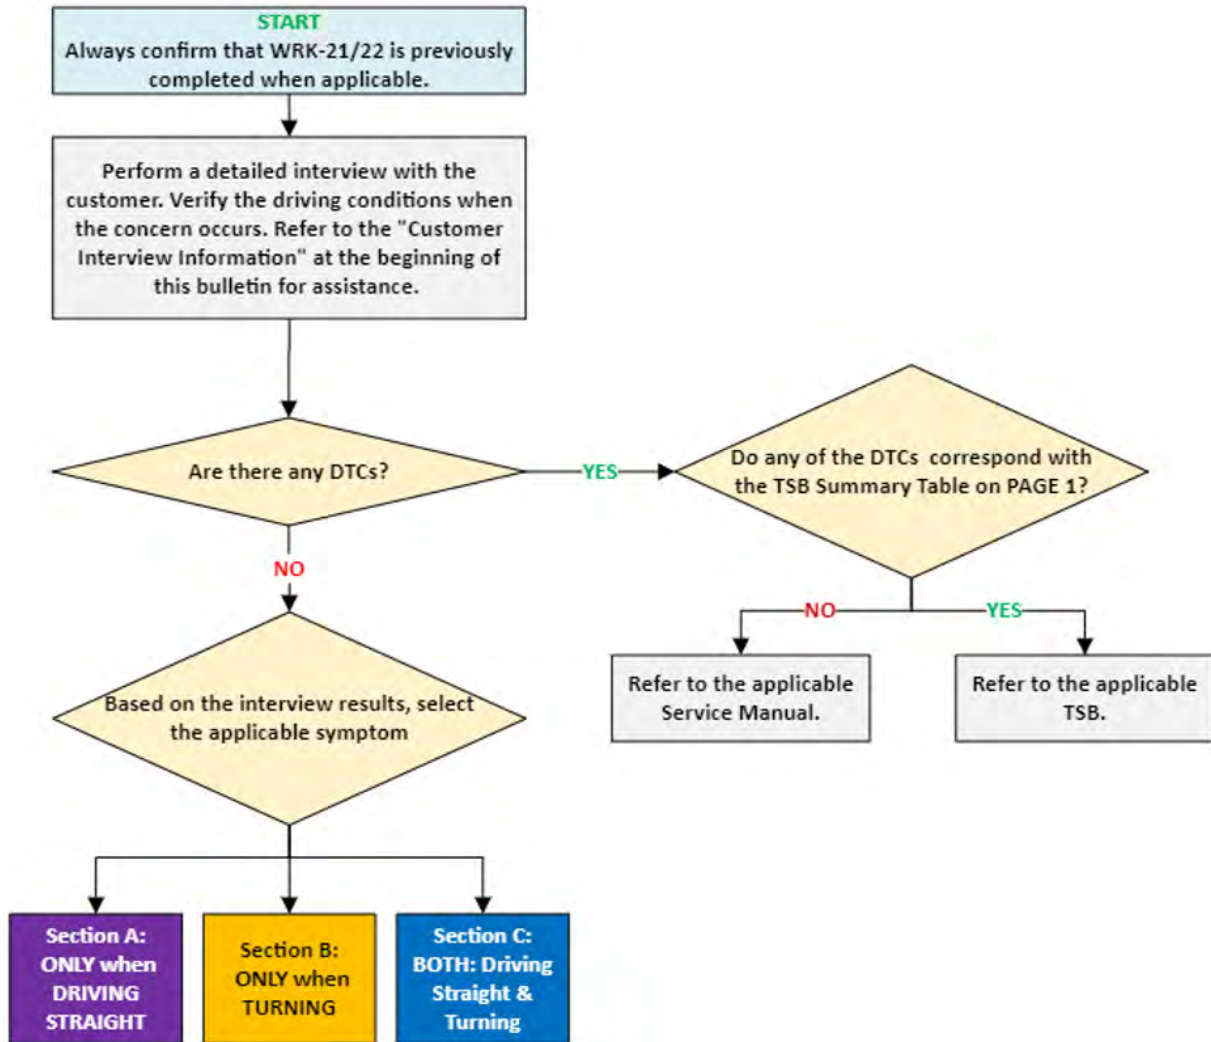 START
Always confirm that WRK-21/22 is previously
completed when applicable.
Perform a detailed interview with the
customer. Verify the driving conditions when
the concern occurs. Refer to the "Customer
Interview Information" at the beginning of
this bulletin for assistance.
Are there any DTCs?
YES
Do any of the DTCs correspond with
the TSB Summary Table on PAGE 1?
NO
NO
YES
Refer to the applicable
Service Manual.
Refer to the applicable
TSB.
Based on the interview results, select
the applicable symptom
Section A:
ONLY when
DRIVING
STRAIGHT
Section B:
ONLY when
TURNING
Section C:
BOTH: Driving
Straight &
Turning